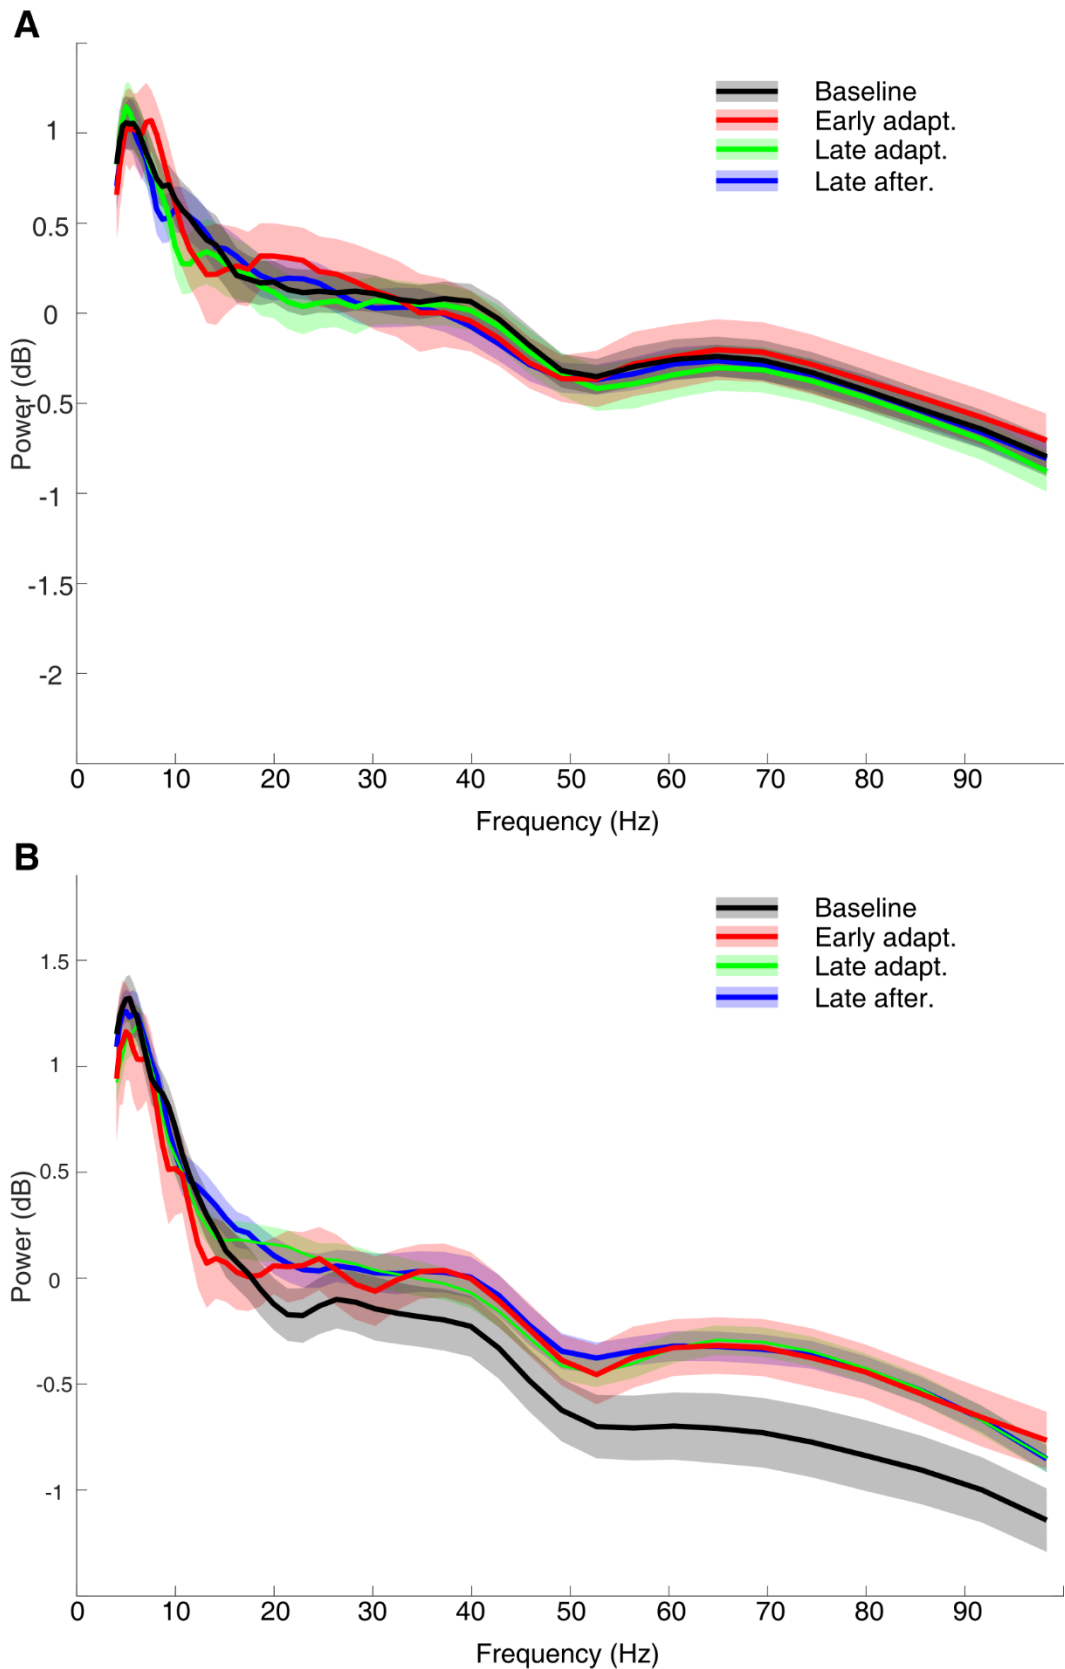 A
Baseline
Early adapt.
Late adapt.
Late after.
1
0.5
0
-0.5
-1
-1.5
-2
Power (dB)
0 10 20 30 40 50 60 70 80 90
Frequency (Hz)
B
Baseline
Early adapt.
Late adapt.
Late after.
1.5
1
0.5
0
-0.5
-1
Power (dB)
0 10 20 30 40 50 60 70 80 90
Frequency (Hz)